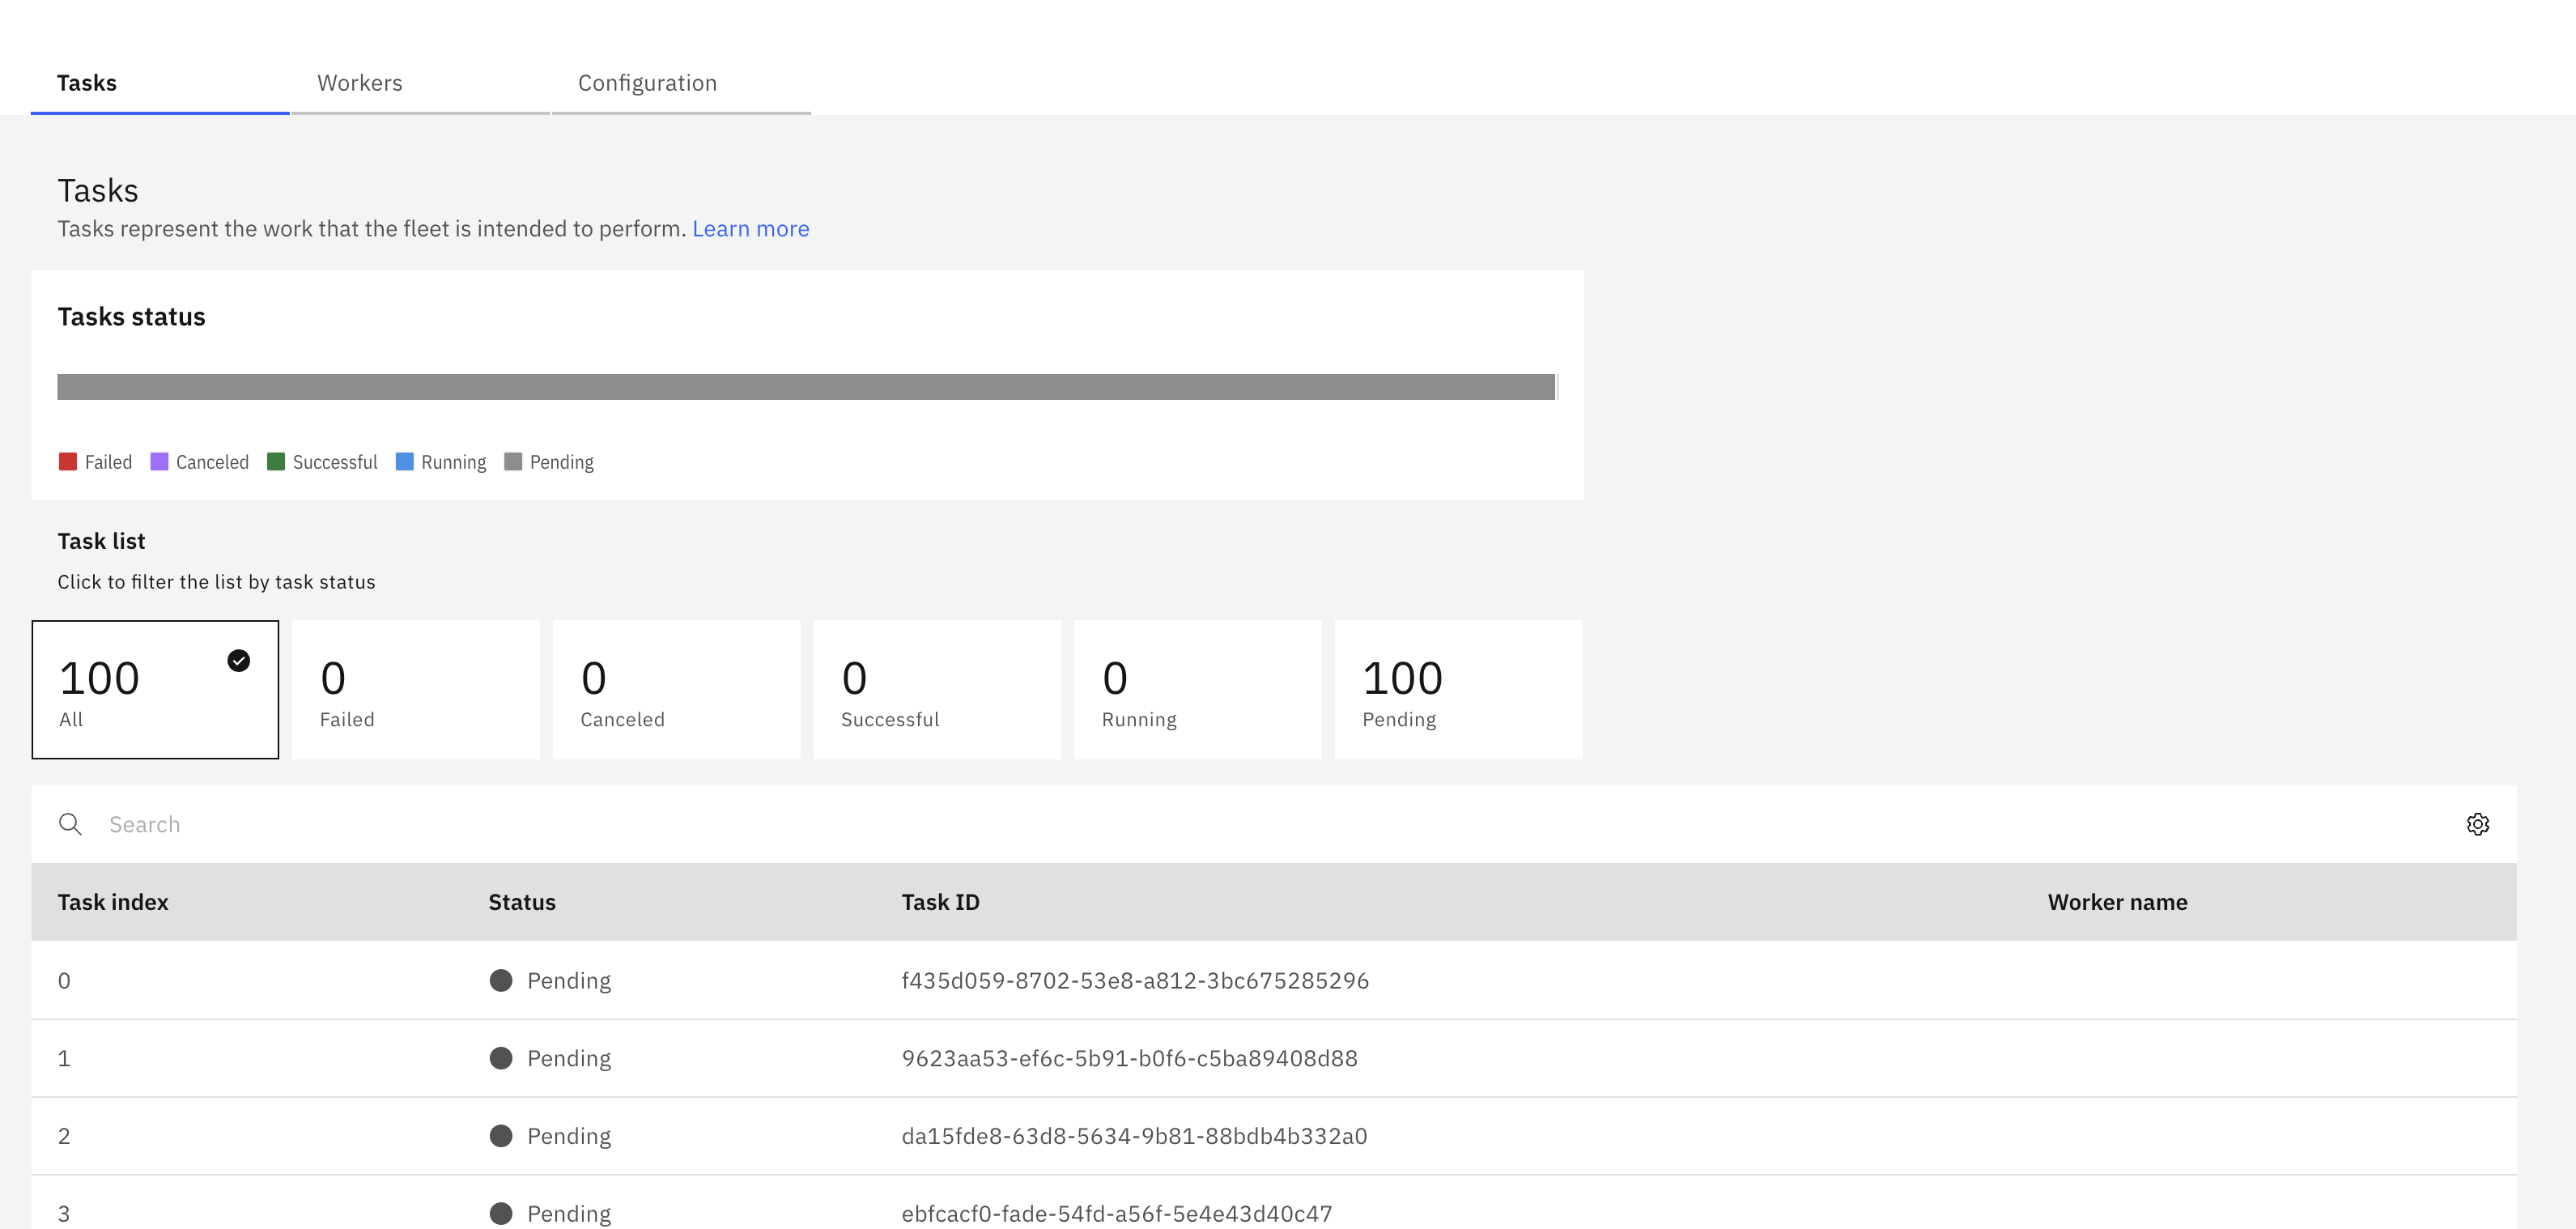 Tasks Workers Configuration
Tasks
Tasks represent the work that the fleet is intended to perform. Learn more
Tasks status
Failed Canceled Successful Running Pending
Task list
Click to filter the list by task status
100 0 0 0 0 100
All Failed Canceled Successful Running Pending
Search
Task index Status Task ID Worker name
0 Pending f435d059-8702-53e8-a812-3bc675285296
1 Pending 9623aa53-ef6c-5b91-b0f6-c5ba89408d88
2 Pending da15fde8-63d8-5634-9b81-88bdb4b332a0
3 Pending ebfcacf0-fade-54fd-a56f-5e4e43d40c47